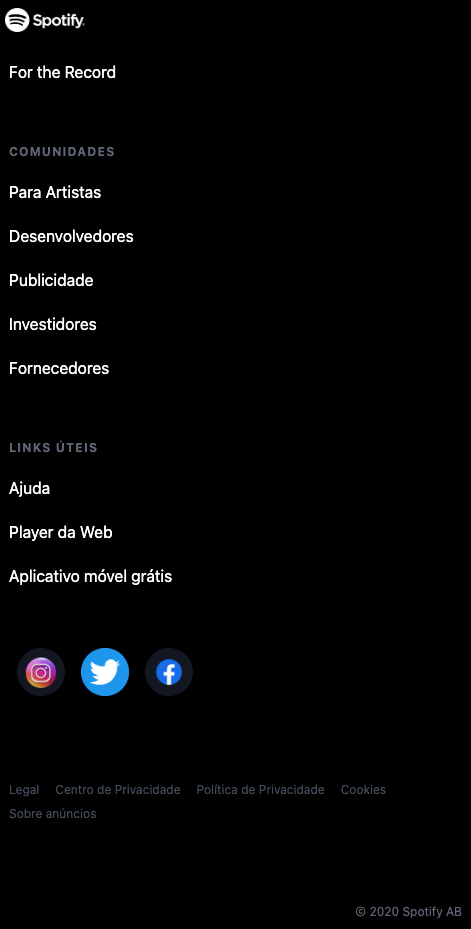 Spotify
For the Record
COMUNIDADES
Para Artistas
Desenvolvedores
Publicidade
Investidores
Fornecedores
LINKS ÚTEIS
Ajuda
Player da Web
Aplicativo móvel grátis
Legal Centro de Privacidade Política de Privacidade Cookies
Sobre anúncios
© 2020 Spotify AB